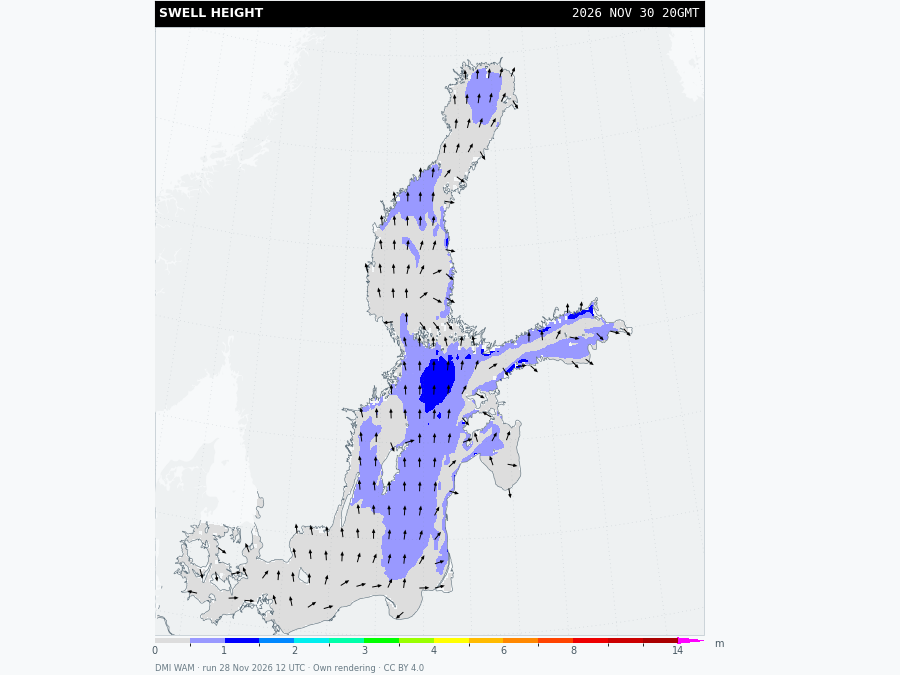 SWELL HEIGHT 2026 NOV 30 20GMT
0 1 2 3 4 6 8 14 m
DMI WAM · run 28 Nov 2026 12 UTC · Own rendering · CC BY 4.0